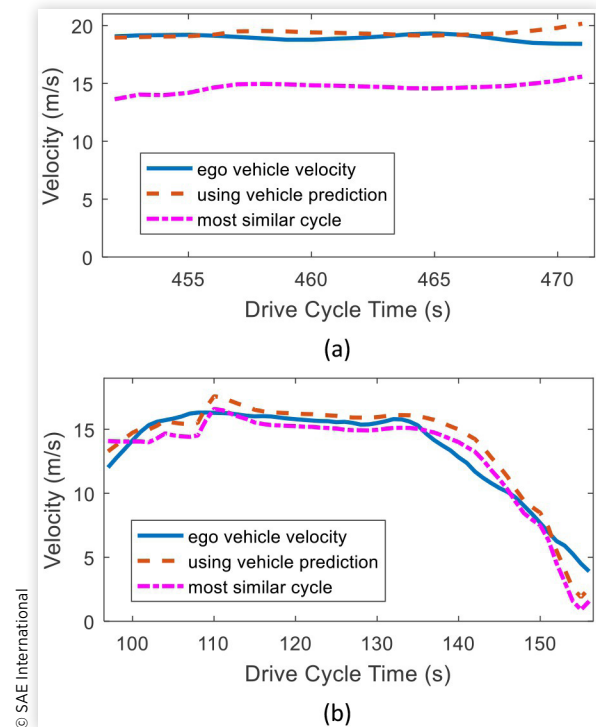 20
15
10
5
0
Velocity (m/s)
ego vehicle velocity
using vehicle prediction
most similar cycle
455 460 465 470
Drive Cycle Time (s)
(a)
15
10
5
0
Velocity (m/s)
ego vehicle velocity
using vehicle prediction
most similar cycle
100 110 120 130 140 150
Drive Cycle Time (s)
(b)
© SAE International